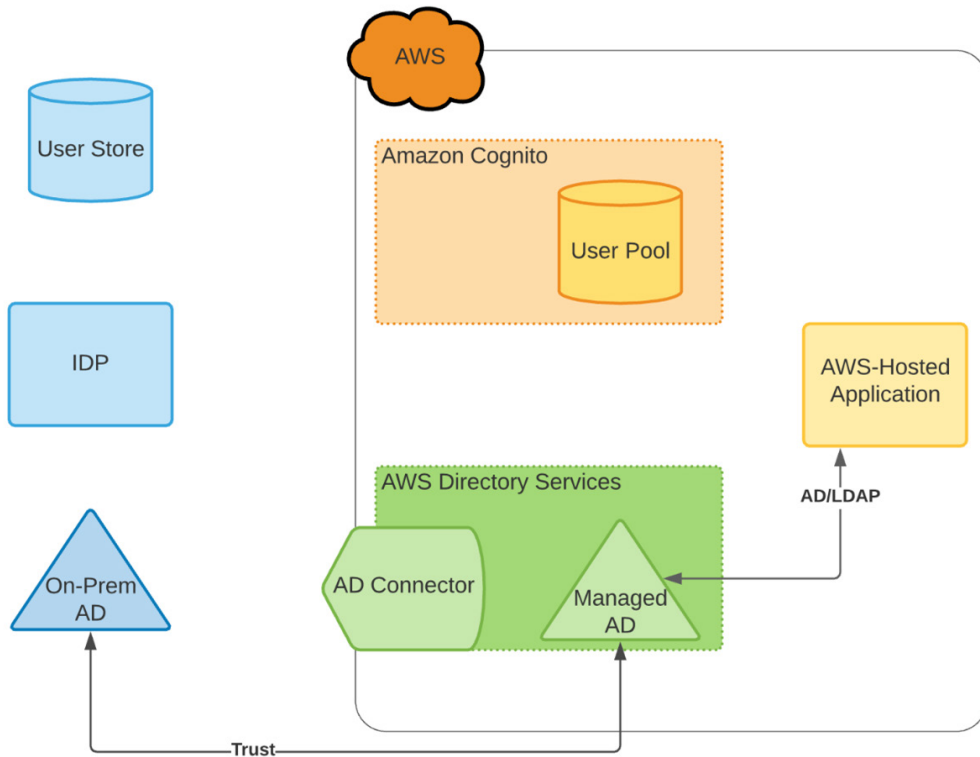 AWS
User Store
Amazon Cognito
User Pool
IDP
AWS-Hosted
Application
AWS Directory Services
AD/LDAP
On-Prem
AD
AD Connector
Managed
AD
Trust